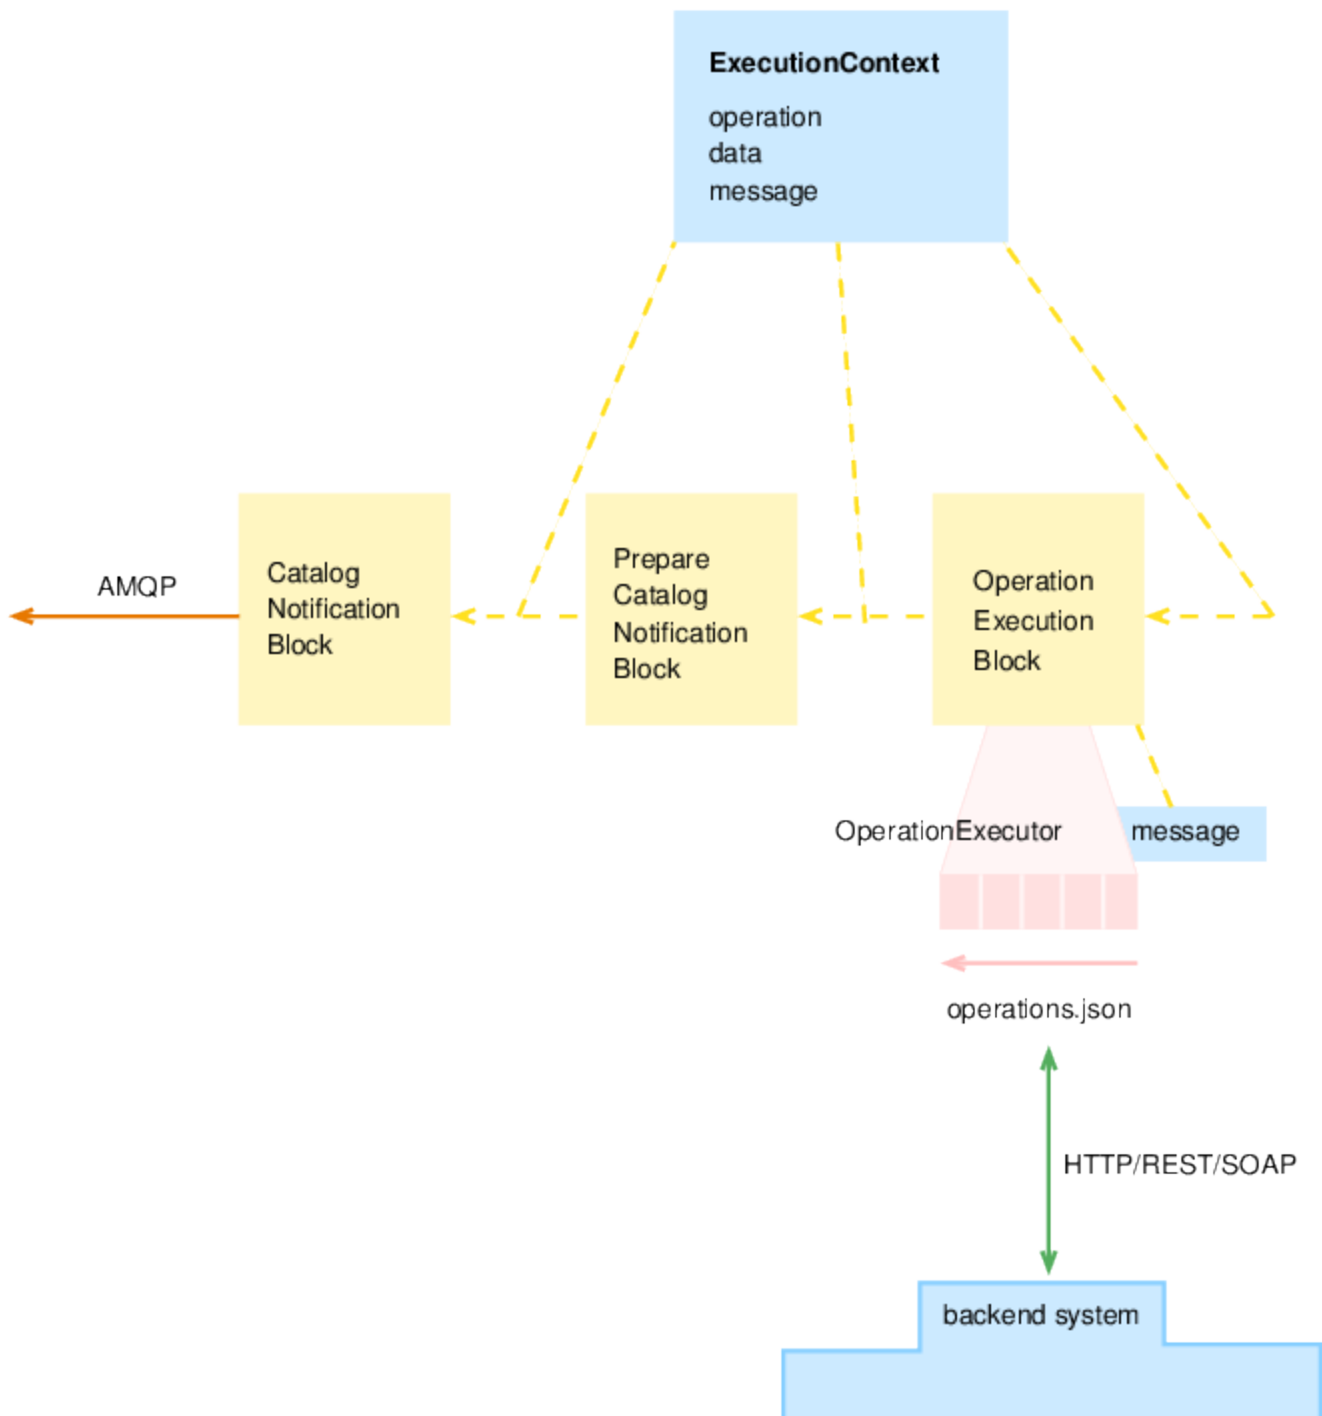 ExecutionContext
operation
data
message
AMQP
Catalog
Notification
Block
Prepare
Catalog
Notification
Block
Operation
Execution
Block
OperationExecutor
message
operations.json
HTTP/REST/SOAP
backend system